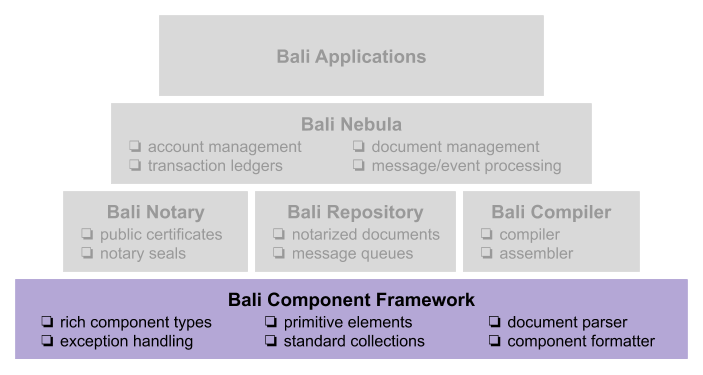 Bali Applications
Bali Nebula
❏ account management ❏ document management
❏ transaction ledgers ❏ message/event processing
Bali Notary
❏ public certificates
❏ notary seals
Bali Repository
❏ notarized documents
❏ message queues
Bali Compiler
❏ compiler
❏ assembler
Bali Component Framework
❏ rich component types ❏ primitive elements ❏ document parser
❏ exception handling ❏ standard collections ❏ component formatter